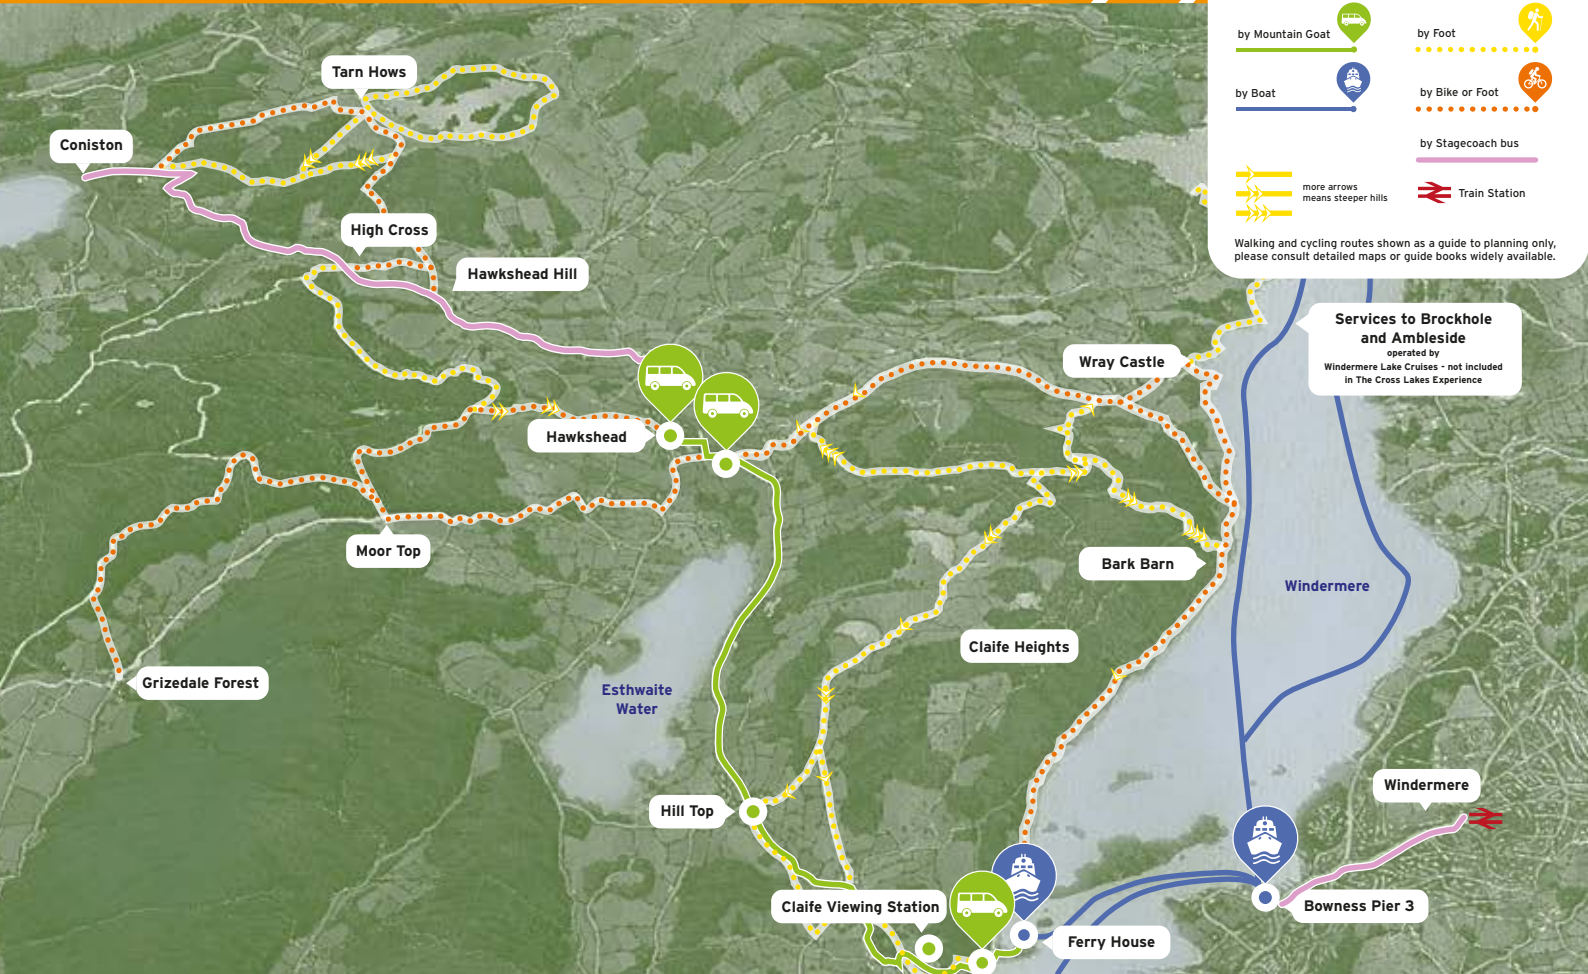 by Mountain Goat
by Foot
by Boat
by Bike or Foot
by Stagecoach bus
more arrows
means steeper hills
Train Station
Walking and cycling routes shown as a guide to planning only,
please consult detailed maps or guide books widely available.
Tarn Hows
Coniston
High Cross
Hawkshead Hill
Services to Brockhole
and Ambleside
operated by
Windermere Lake Cruises - not included
in The Cross Lakes Experience
Wray Castle
Hawkshead
Moor Top
Bark Barn
Windermere
Claife Heights
Grizedale Forest
Esthwaite
Water
Windermere
Hill Top
Claife Viewing Station
Bowness Pier 3
Ferry House